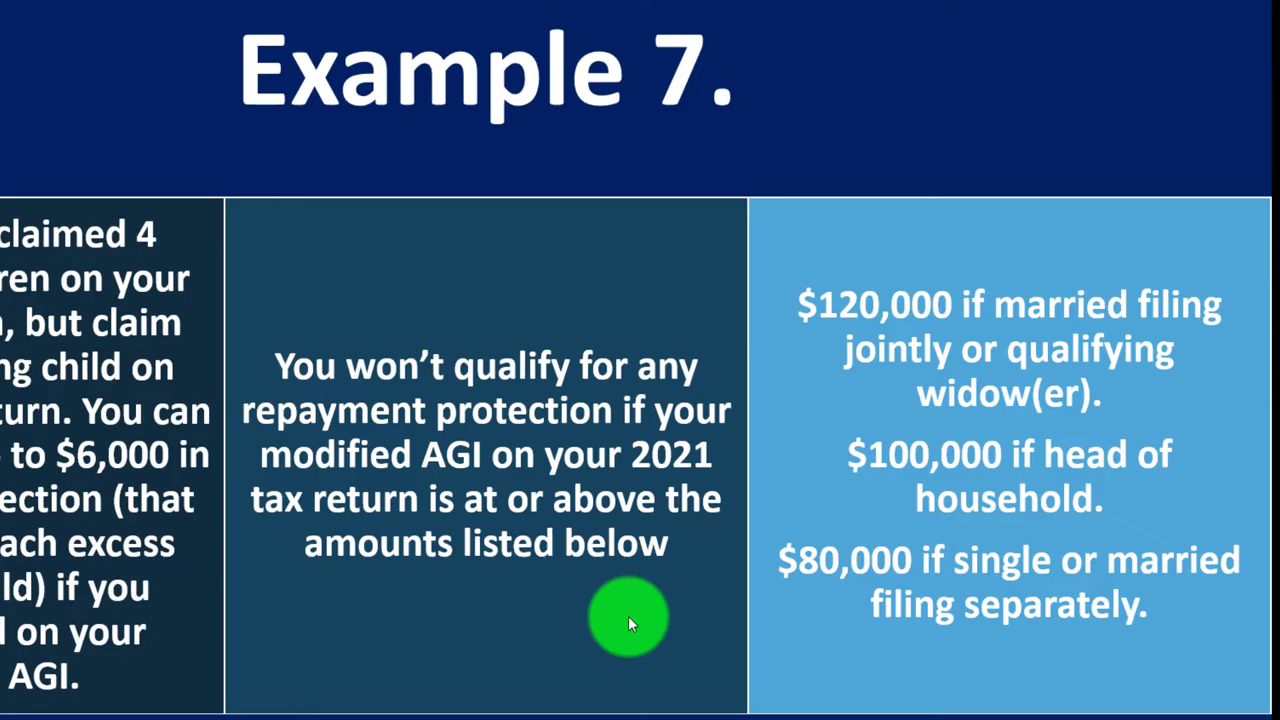 Example 7.
claimed 4
ren on your
, but claim
ng child on
turn. You can
to $6,000 in
ection (that
ach excess
ld) if you
on your
AGI.
You won’t qualify for any
repayment protection if your
modified AGI on your 2021
tax return is at or above the
amounts listed below
$120,000 if married filing
jointly or qualifying
widow(er).
$100,000 if head of
household.
$80,000 if single or married
filing separately.